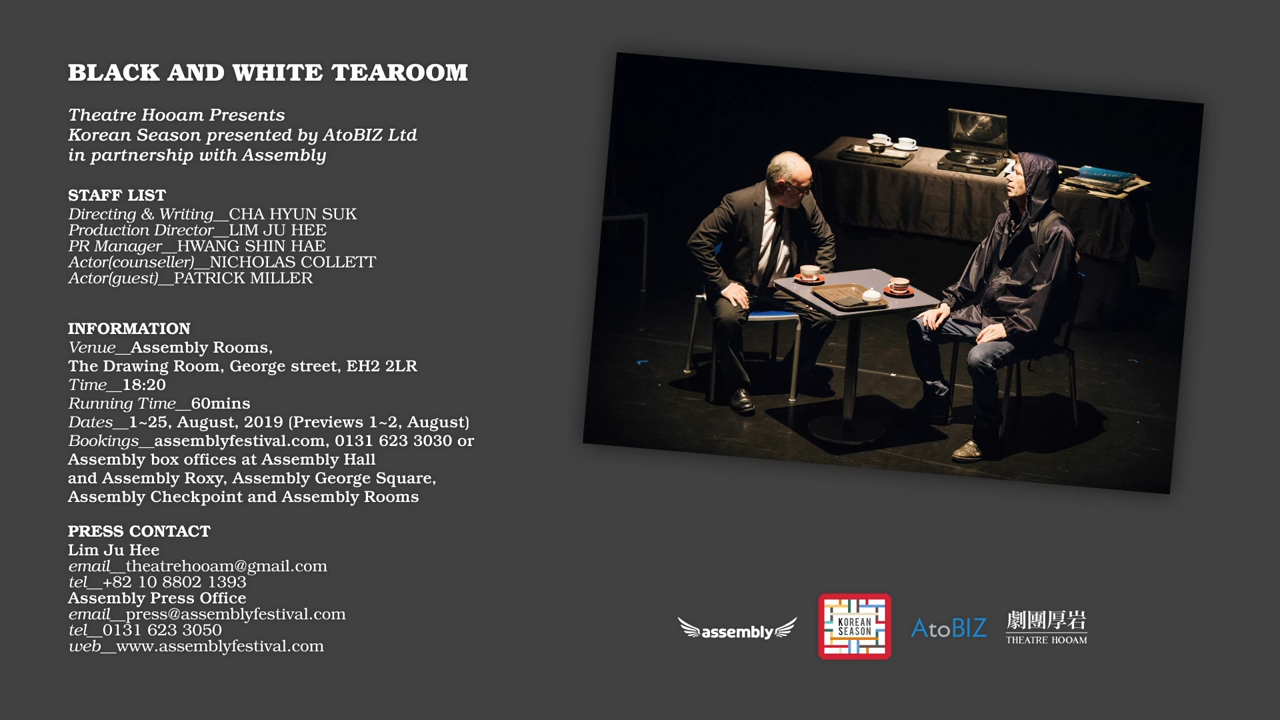 BLACK AND WHITE TEAROOM
Theatre Hooam Presents
Korean Season presented by AtoBIZ Ltd
in partnership with Assembly
STAFF LIST
Directing & Writing__CHA HYUN SUK
Production Director__LIM JU HEE
PR Manager__HWANG SHIN HAE
Actor(counseller)__NICHOLAS COLLETT
Actor(guest)__PATRICK MILLER
INFORMATION
Venue__Assembly Rooms,
The Drawing Room, George street, EH2 2LR
Time__18:20
Running Time__60mins
Dates__1~25, August, 2019 (Previews 1~2, August)
Bookings__assemblyfestival.com, 0131 623 3030 or
Assembly box offices at Assembly Hall
and Assembly Roxy, Assembly George Square,
Assembly Checkpoint and Assembly Rooms
PRESS CONTACT
Lim Ju Hee
email__theatrehooam@gmail.com
tel__+82 10 8802 1393
Assembly Press Office
email__press@assemblyfestival.com
tel__0131 623 3050
web__www.assemblyfestival.com
assembly
KOREAN
SEASON
AtoBIZ
劇團厚岩
THEATRE HOOAM